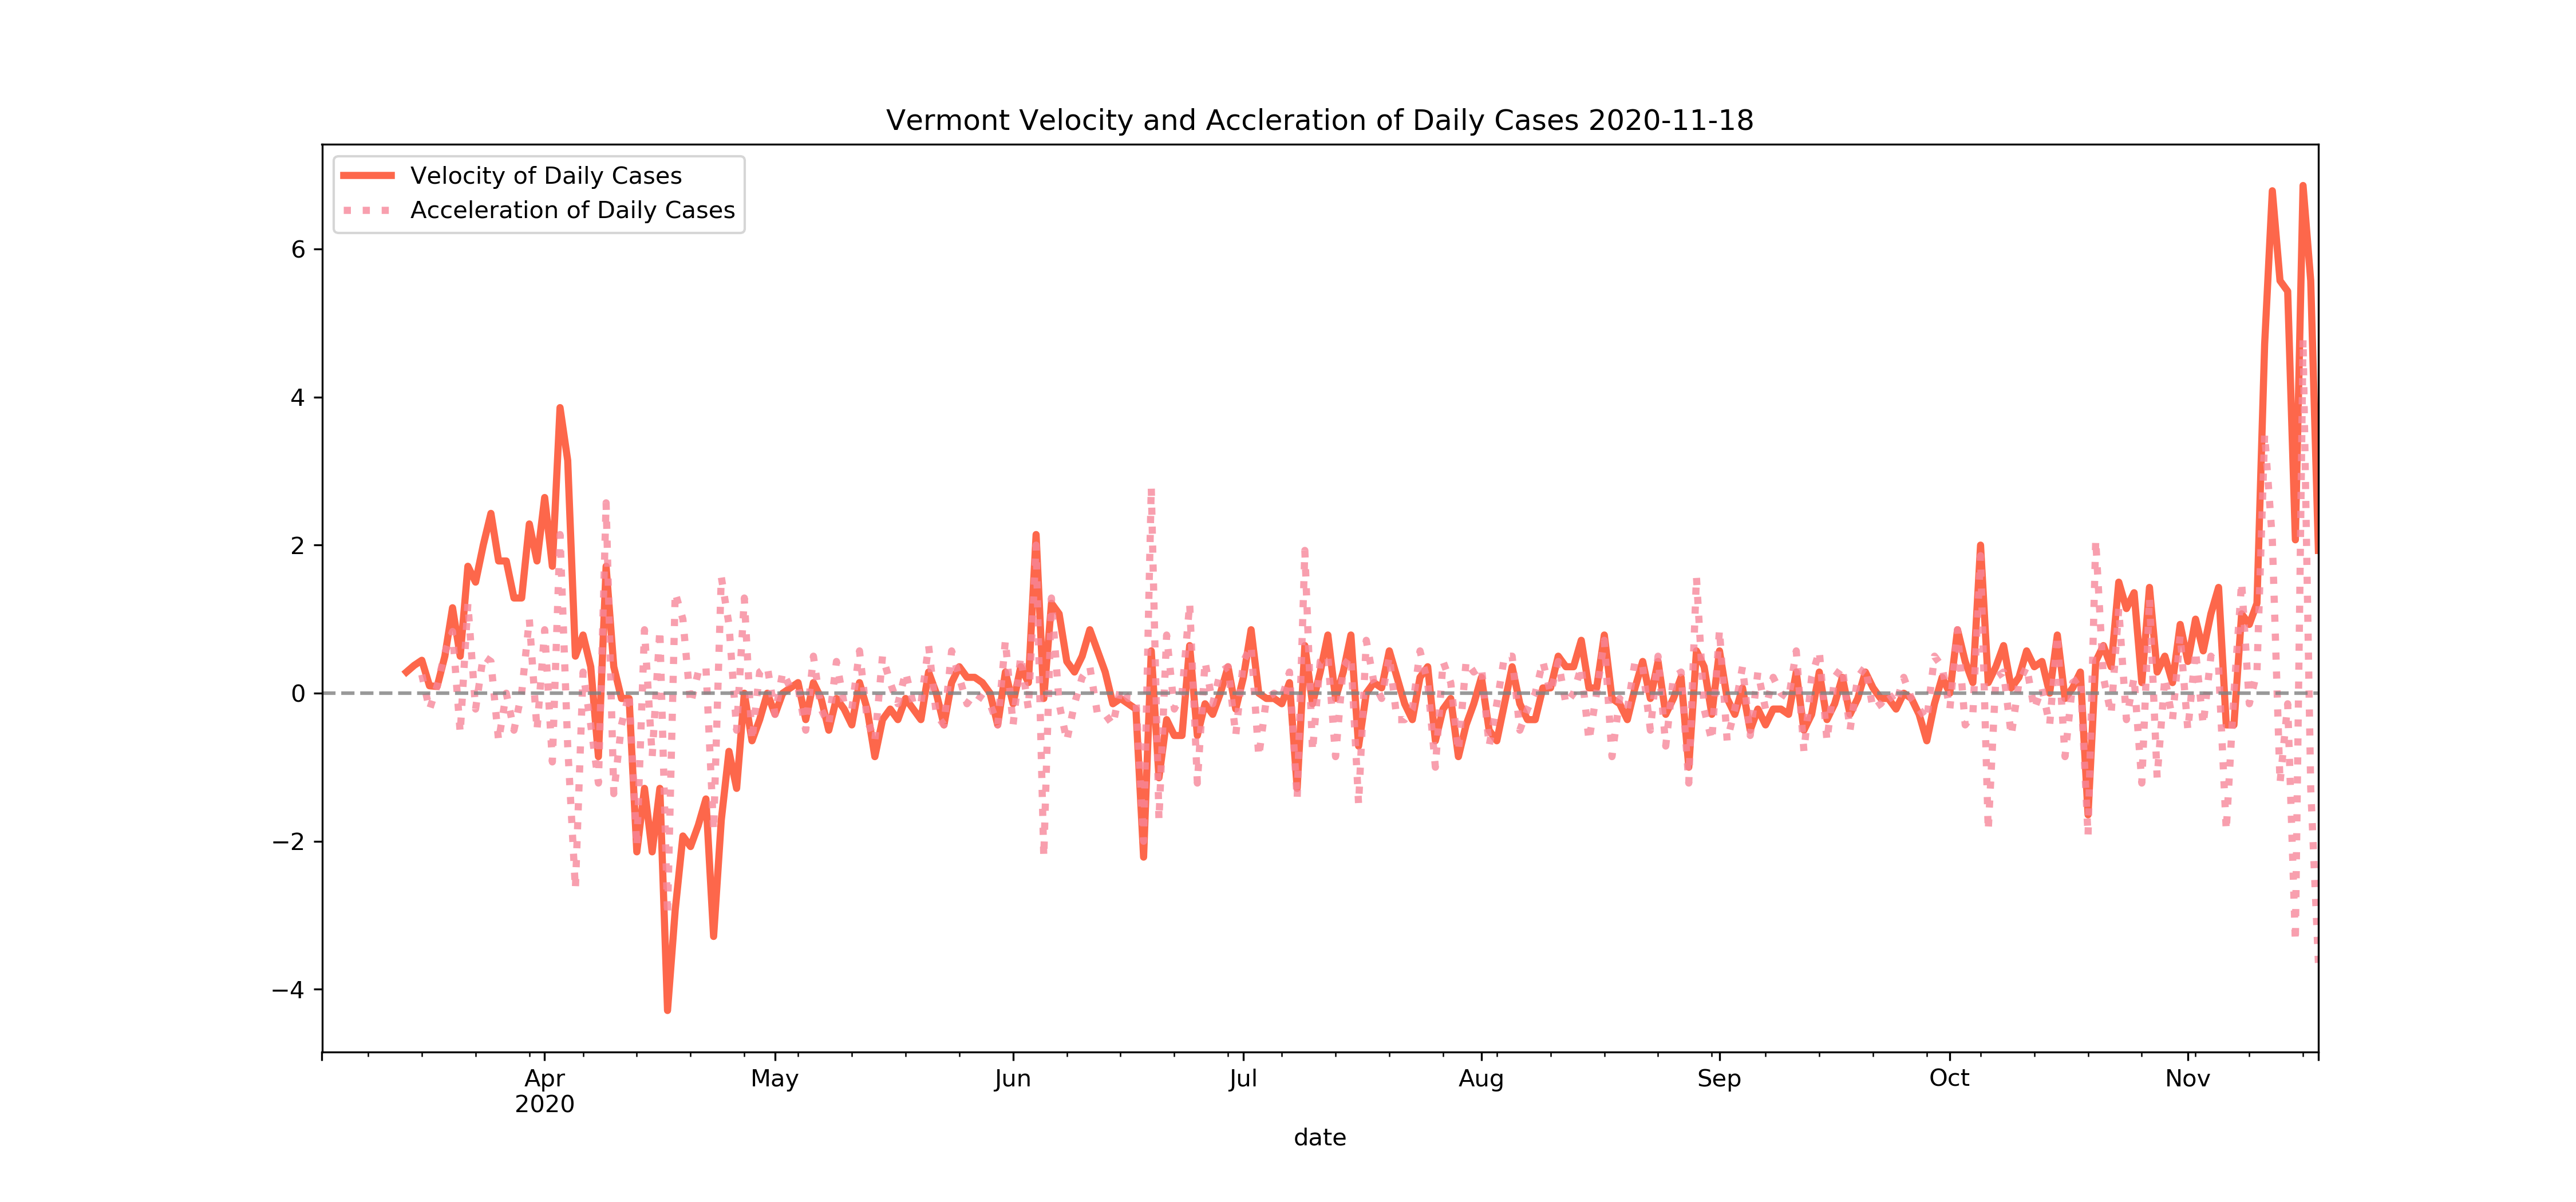 Vermont Velocity and Accleration of Daily Cases 2020-11-18
Velocity of Daily Cases
Acceleration of Daily Cases
6
4
2
0
−2
−4
Apr May Jun Jul Aug Sep Oct Nov
2020
date